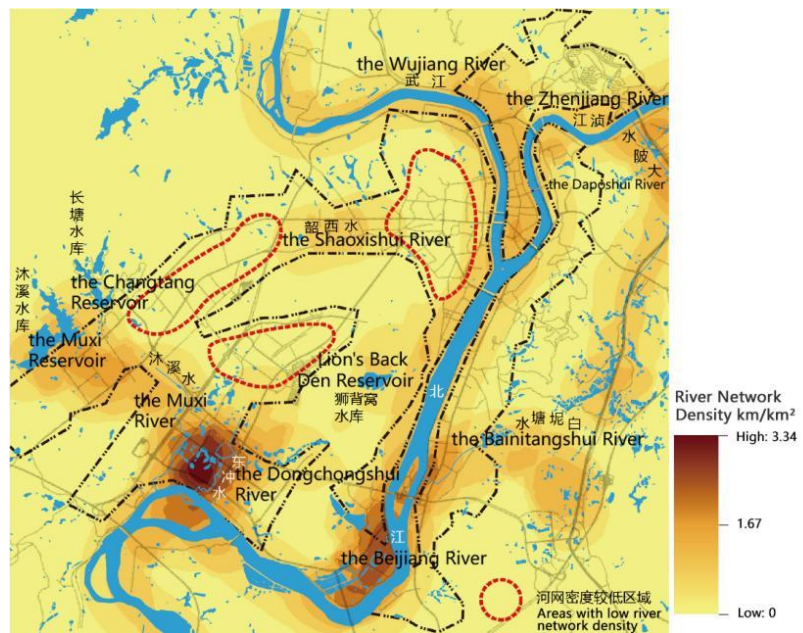 the Wujiang River
武 江
the Zhenjiang River
江 浈
水
陂
大
the Daposhui River
长
塘
水
库
韶 西 水
the Shaoxishui River
沐
溪
水
库
the Changtang
Reservoir
the Muxi
Reservoir
沐
溪
水
Lion's Back
Den Reservoir
狮背窝
水库
the Muxi
River
北
水 塘 坭 白
the Bainitangshui River
东
冲
水
the Dongchongshui
River
江
the Beijiang River
River Network
Density km/km²
High: 3.34
1.67
Low: 0
河网密度较低区域
Areas with low river
network density